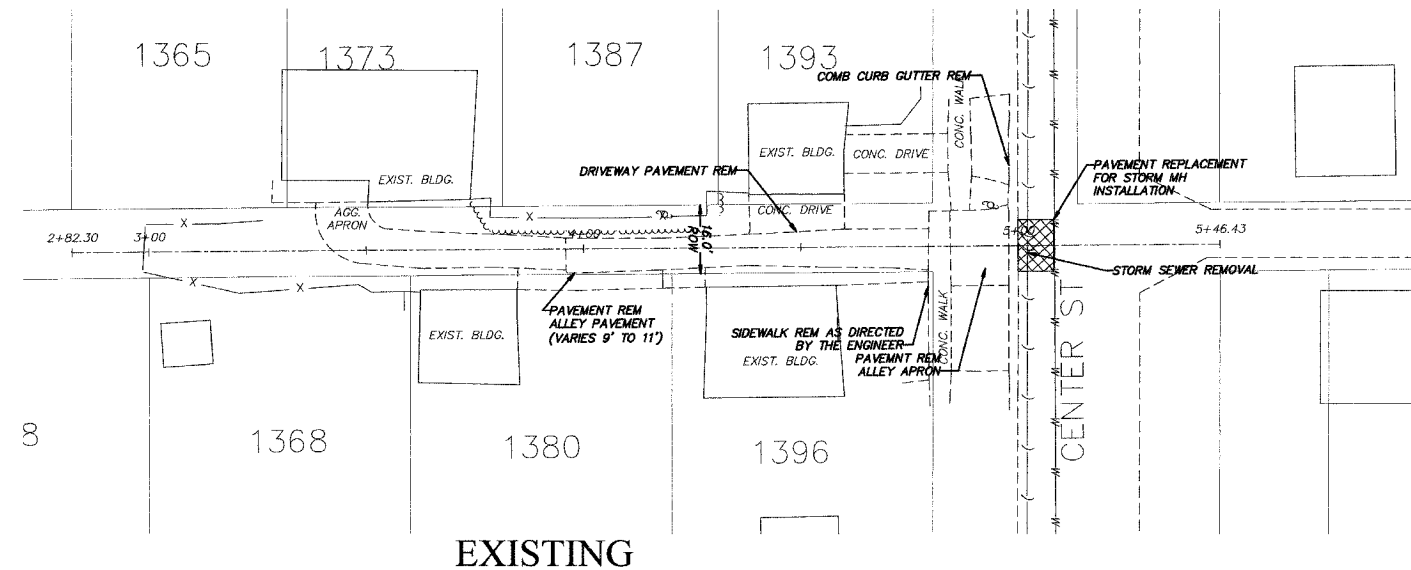 1365
1373
1387
1393
COMB CURB GUTTER REM
CONC. WALK
EXIST. BLDG.
CONC. DRIVE
PAVEMENT REPLACEMENT
FOR STORM MH
INSTALLATION
DRIVEWAY PAVEMENT REM
EXIST. BLDG.
AGG.
APRON
CONC. DRIVE
16.0'
ROW
2+82.30
3+00
4+00
5+00
5+46.43
STORM SEWER REMOVAL
PAVEMENT REM
ALLEY PAVEMENT
(VARIES 9' TO 11')
EXIST. BLDG.
SIDEWALK REM AS DIRECTED
BY THE ENGINEER
PAVEMNT REM
ALLEY APRON
EXIST. BLDG.
CONC. WALK
CENTER ST
8
1368
1380
1396
EXISTING